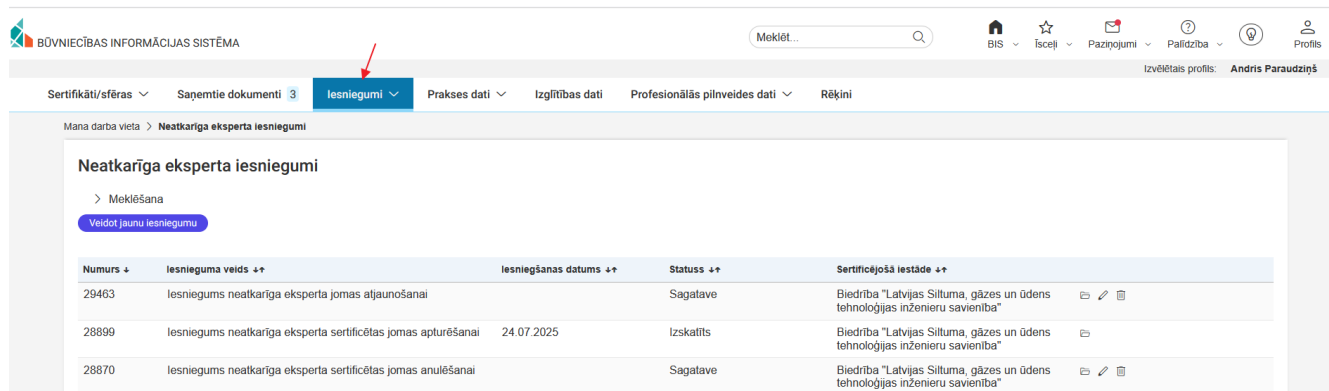 BŪVNIECĪBAS INFORMĀCIJAS SISTĒMA
Meklēt...
BIS
Īsceļi
Paziņojumi
Palīdzība
Profils
Izvēlētais profils: Andris Paraudziņš
Sertifikāti/sfēras
Saņemtie dokumenti 3
Iesniegumi
Prakses dati
Izglītības dati
Profesionālās pilnveides dati
Rēķini
Mana darba vieta > Neatkarīga eksperta iesniegumi
Neatkarīga eksperta iesniegumi
> Meklēšana
Veidot jaunu iesniegumu
Numurs ↓ Iesnieguma veids ↓↑ Iesniegšanas datums ↓↑ Statuss ↓↑ Sertificējošā iestāde ↓↑
29463 Iesniegums neatkarīga eksperta jomas atjaunošanai Sagatave Biedrība "Latvijas Siltuma, gāzes un ūdens
tehnoloģijas inženieru savienība"
28899 Iesniegums neatkarīga eksperta sertificētas jomas apturēšanai 24.07.2025 Izskatīts Biedrība "Latvijas Siltuma, gāzes un ūdens
tehnoloģijas inženieru savienība"
28870 Iesniegums neatkarīga eksperta sertificētas jomas anulēšanai Sagatave Biedrība "Latvijas Siltuma, gāzes un ūdens
tehnoloģijas inženieru savienība"